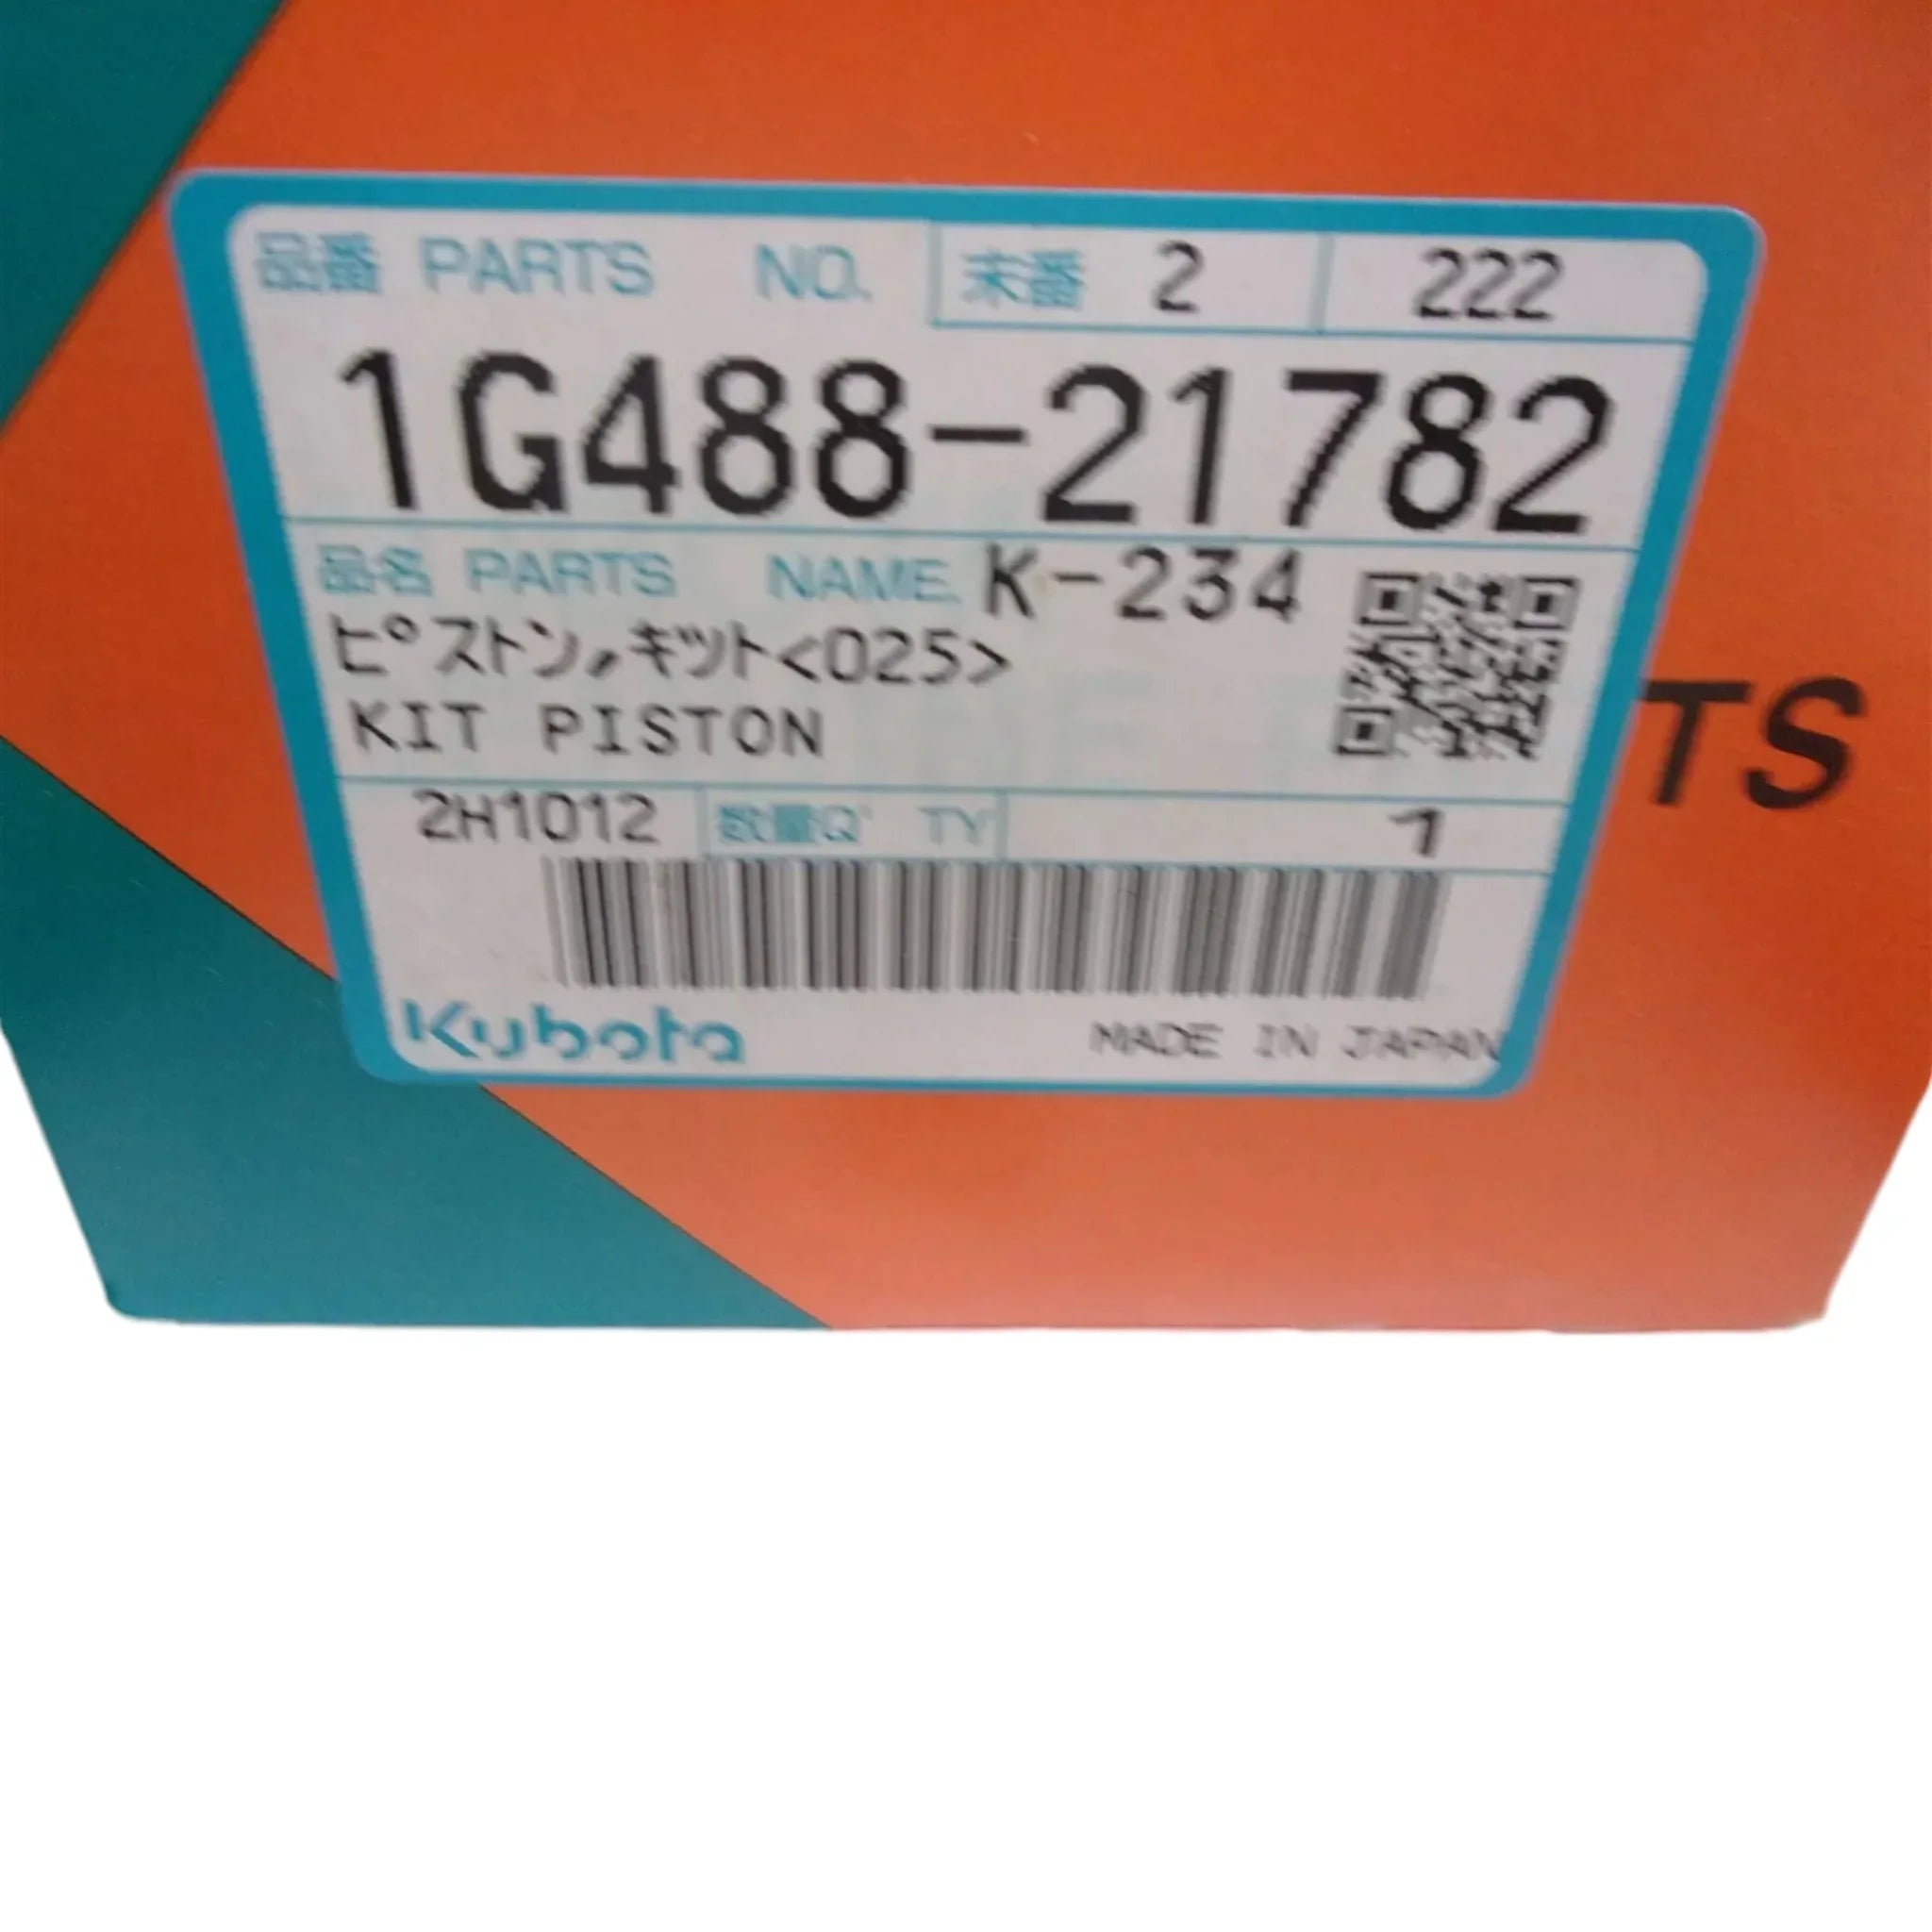 品番 PARTS NO. 末番 2 222
1G488-21782
品名 PARTS NAME K-234
ピストン,キット<025>
KIT PISTON
2H1012 数量Q'TY 1
Kubota MADE IN JAPAN
TS